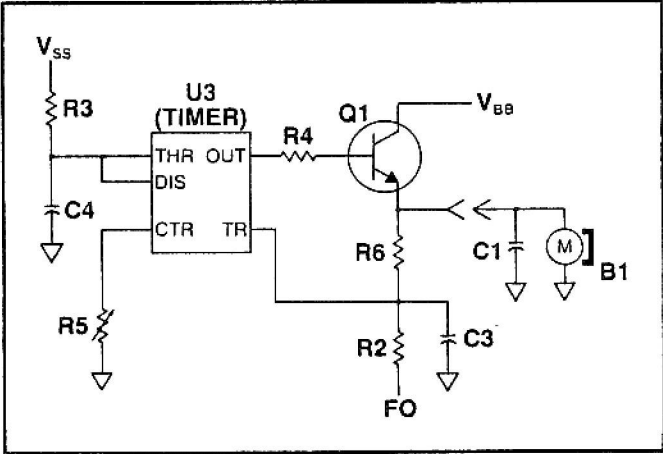 VSS
R3
U3
(TIMER)
R4
Q1
VBB
THR OUT
DIS
C4
CTR TR
R6
C1
M
B1
R5
R2
C3
FO